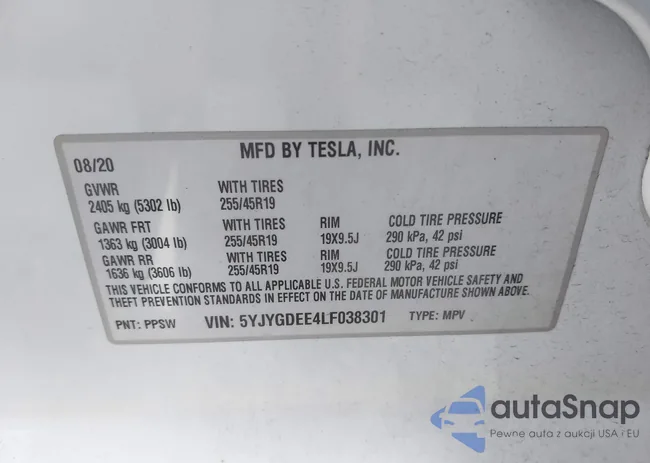 MFD BY TESLA, INC.
08/20
GVWR WITH TIRES
2405 kg (5302 lb) 255/45R19
GAWR FRT WITH TIRES RIM COLD TIRE PRESSURE
1363 kg (3004 lb) 255/45R19 19X9.5J 290 kPa, 42 psi
GAWR RR WITH TIRES RIM COLD TIRE PRESSURE
1636 kg (3606 lb) 255/45R19 19X9.5J 290 kPa, 42 psi
THIS VEHICLE CONFORMS TO ALL APPLICABLE U.S. FEDERAL MOTOR VEHICLE SAFETY AND
THEFT PREVENTION STANDARDS IN EFFECT ON THE DATE OF MANUFACTURE SHOWN ABOVE.
PNT: PPSW VIN: 5YJYGDEE4LF038301 TYPE: MPV
autaSnap
Pewne auta z aukcji USA i EU